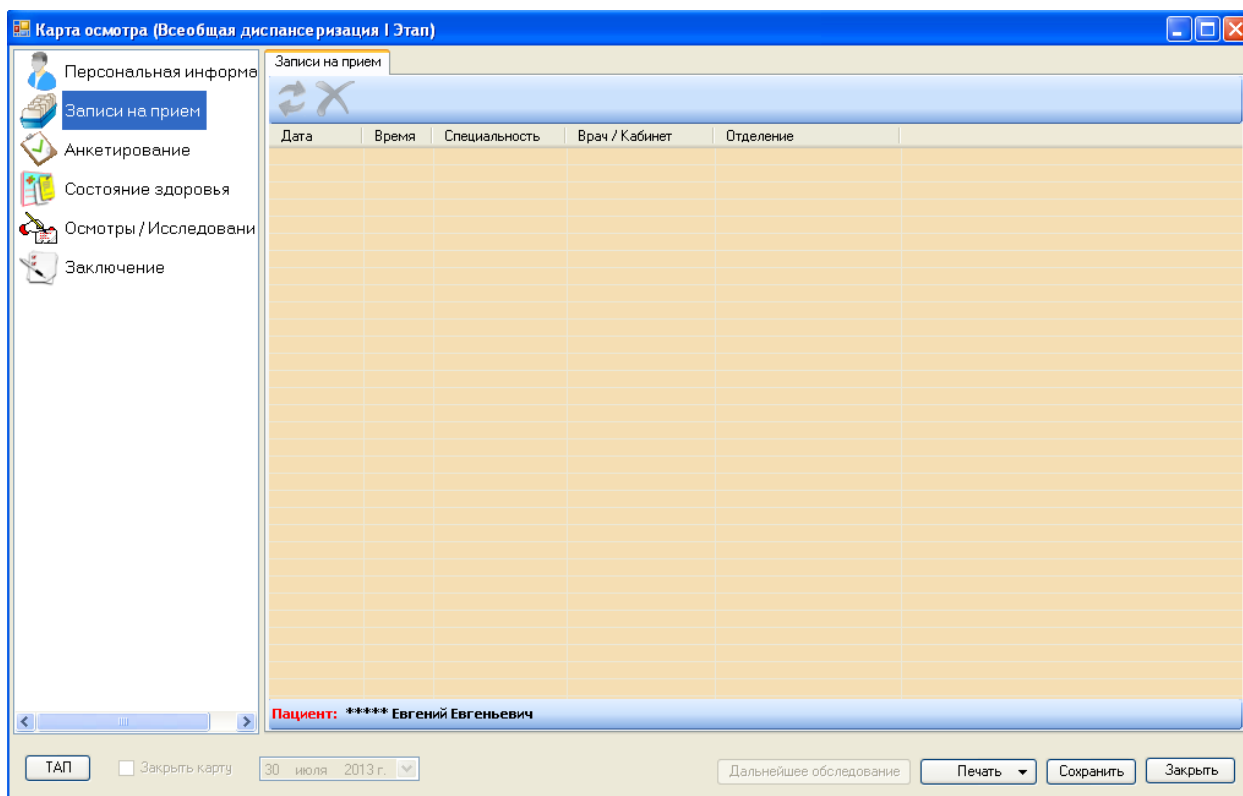 Карта осмотра (Всеобщая диспансеризация I Этап)
Персональная информа
Записи на прием
Анкетирование
Состояние здоровья
Осмотры / Исследовани
Заключение
Записи на прием
Дата Время Специальность Врач / Кабинет Отделение
Пациент: ***** Евгений Евгеньевич
ТАП Закрыть карту 30 июля 2013 г. Дальнейшее обследование Печать Сохранить Закрыть